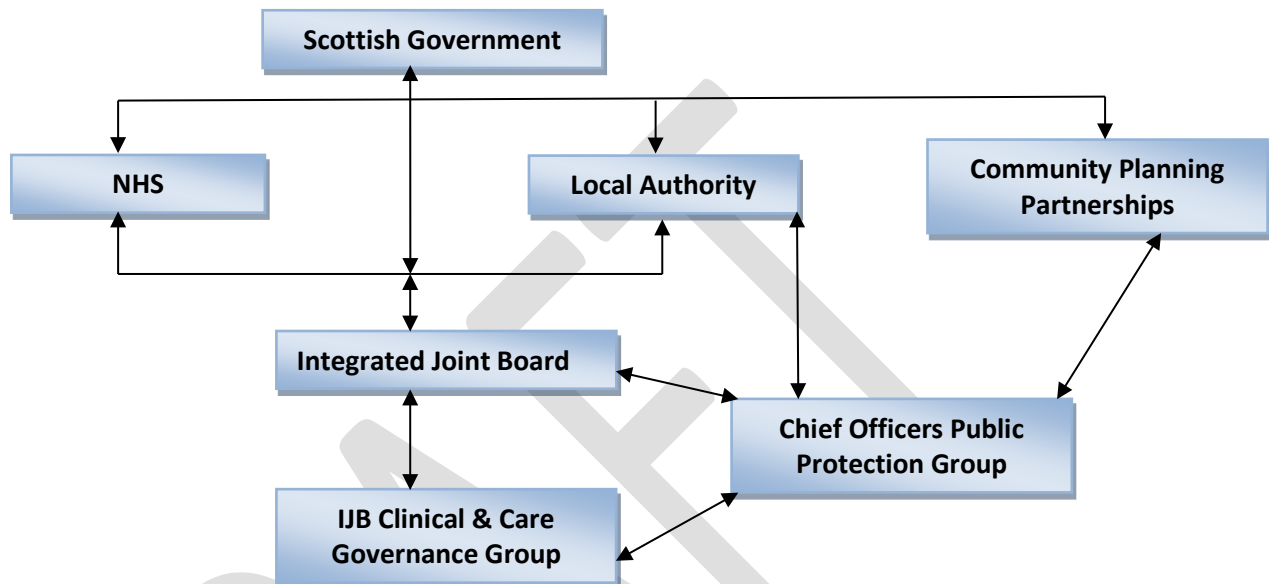 Scottish Government
NHS
Local Authority
Community Planning
Partnerships
Integrated Joint Board
Chief Officers Public
Protection Group
IJB Clinical & Care
Governance Group